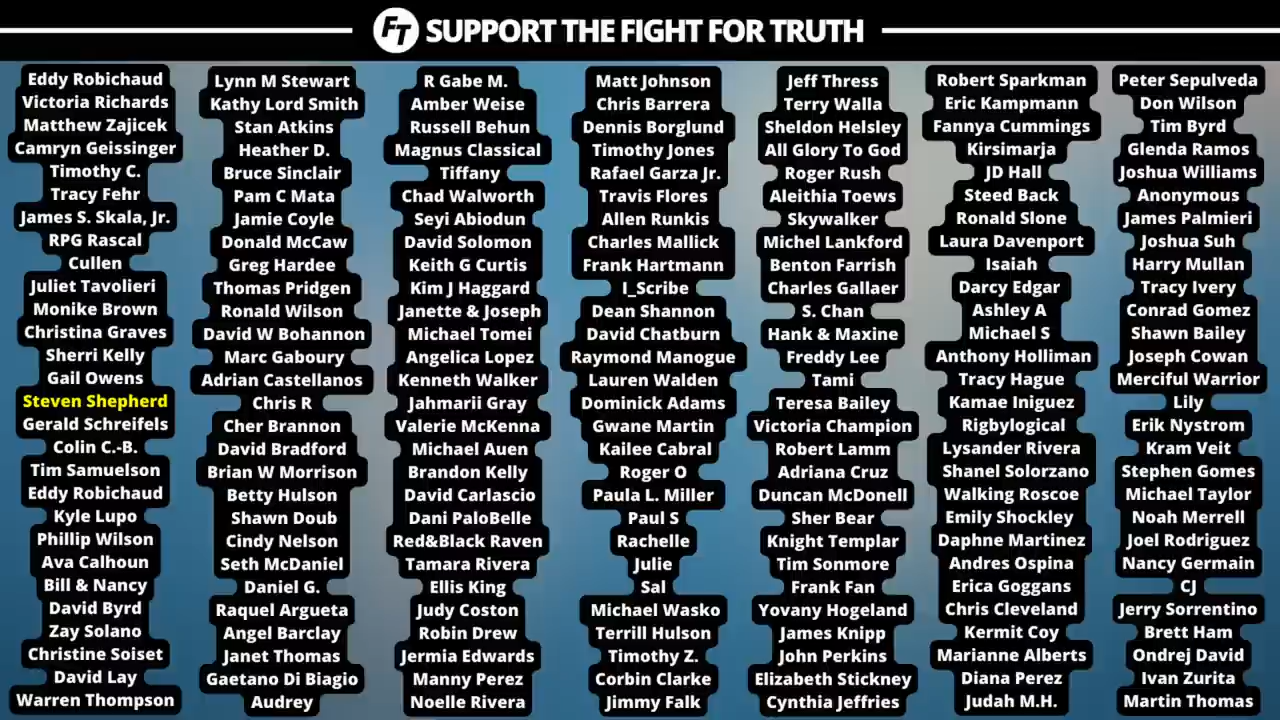 FT SUPPORT THE FIGHT FOR TRUTH
Eddy Robichaud
Victoria Richards
Matthew Zajicek
Camryn Geissinger
Timothy C.
Tracy Fehr
James S. Skala, Jr.
RPG Rascal
Cullen
Juliet Tavolieri
Monike Brown
Christina Graves
Sherri Kelly
Gail Owens
Steven Shepherd
Gerald Schreifels
Colin C.-B.
Tim Samuelson
Eddy Robichaud
Kyle Lupo
Phillip Wilson
Ava Calhoun
Bill & Nancy
David Byrd
Zay Solano
Christine Soiset
David Lay
Warren Thompson
Lynn M Stewart
Kathy Lord Smith
Stan Atkins
Heather D.
Bruce Sinclair
Pam C Mata
Jamie Coyle
Donald McCaw
Greg Hardee
Thomas Pridgen
Ronald Wilson
David W Bohannon
Marc Gaboury
Adrian Castellanos
Chris R
Cher Brannon
David Bradford
Brian W Morrison
Betty Hulson
Shawn Doub
Cindy Nelson
Seth McDaniel
Daniel G.
Raquel Argueta
Angel Barclay
Janet Thomas
Gaetano Di Biagio
Audrey
R Gabe M.
Amber Weise
Russell Behun
Magnus Classical
Tiffany
Chad Walworth
Seyi Abiodun
David Solomon
Keith G Curtis
Kim J Haggard
Janette & Joseph
Michael Tomei
Angelica Lopez
Kenneth Walker
Jahmarii Gray
Valerie McKenna
Michael Auen
Brandon Kelly
David Carlascio
Dani PaloBelle
Red&Black Raven
Tamara Rivera
Ellis King
Judy Coston
Robin Drew
Jermia Edwards
Manny Perez
Noelle Rivera
Matt Johnson
Chris Barrera
Dennis Borglund
Timothy Jones
Rafael Garza Jr.
Travis Flores
Allen Runkis
Charles Mallick
Frank Hartmann
I_Scribe
Dean Shannon
David Chatburn
Raymond Manogue
Lauren Walden
Dominick Adams
Gwane Martin
Kailee Cabral
Roger O
Paula L. Miller
Paul S
Rachelle
Julie
Sal
Michael Wasko
Terrill Hulson
Timothy Z.
Corbin Clarke
Jimmy Falk
Jeff Thress
Terry Walla
Sheldon Helsley
All Glory To God
Roger Rush
Aleithia Toews
Skywalker
Michel Lankford
Benton Farrish
Charles Gallaer
S. Chan
Hank & Maxine
Freddy Lee
Tami
Teresa Bailey
Victoria Champion
Robert Lamm
Adriana Cruz
Duncan McDonell
Sher Bear
Knight Templar
Tim Sonmore
Frank Fan
Yovany Hogeland
James Knipp
John Perkins
Elizabeth Stickney
Cynthia Jeffries
Robert Sparkman
Eric Kampmann
Fannya Cummings
Kirsimarja
JD Hall
Steed Back
Ronald Slone
Laura Davenport
Isaiah
Darcy Edgar
Ashley A
Michael S
Anthony Holliman
Tracy Hague
Kamae Iniguez
Rigbylogical
Lysander Rivera
Shanel Solorzano
Walking Roscoe
Emily Shockley
Daphne Martinez
Andres Ospina
Erica Goggans
Chris Cleveland
Kermit Coy
Marianne Alberts
Diana Perez
Judah M.H.
Peter Sepulveda
Don Wilson
Tim Byrd
Glenda Ramos
Joshua Williams
Anonymous
James Palmieri
Joshua Suh
Harry Mullan
Tracy Ivery
Conrad Gomez
Shawn Bailey
Joseph Cowan
Merciful Warrior
Lily
Erik Nystrom
Kram Veit
Stephen Gomes
Michael Taylor
Noah Merrell
Joel Rodriguez
Nancy Germain
CJ
Jerry Sorrentino
Brett Ham
Ondrej David
Ivan Zurita
Martin Thomas